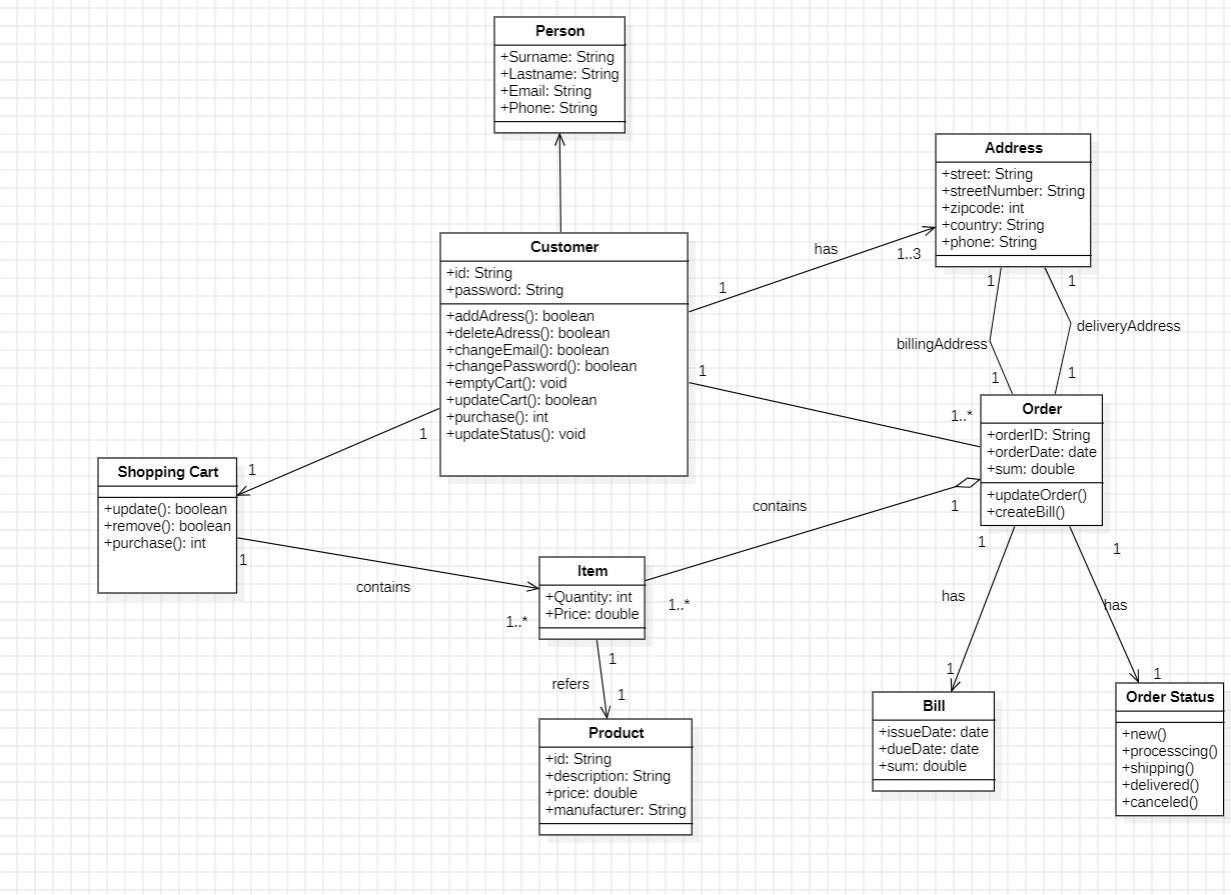 Person
+Surname: String
+Lastname: String
+Email: String
+Phone: String
Address
+street: String
+streetNumber: String
+zipcode: int
+country: String
+phone: String
Customer
+id: String
+password: String
+addAdress(): boolean
+deleteAdress(): boolean
+changeEmail(): boolean
+changePassword(): boolean
+emptyCart(): void
+updateCart(): boolean
+purchase(): int
+updateStatus(): void
has
1..3
1
1
1
billingAddress
deliveryAddress
1
1
1
1..*
Order
+orderID: String
+orderDate: date
+sum: double
+updateOrder()
+createBill()
1
1
Shopping Cart
+update(): boolean
+remove(): boolean
+purchase(): int
contains
1
1
contains
1..*
Item
+Quantity: int
+Price: double
1..*
1
refers
1
Product
+id: String
+description: String
+price: double
+manufacturer: String
1
has
1
1
has
1
Bill
+issueDate: date
+dueDate: date
+sum: double
Order Status
+new()
+processcing()
+shipping()
+delivered()
+canceled()